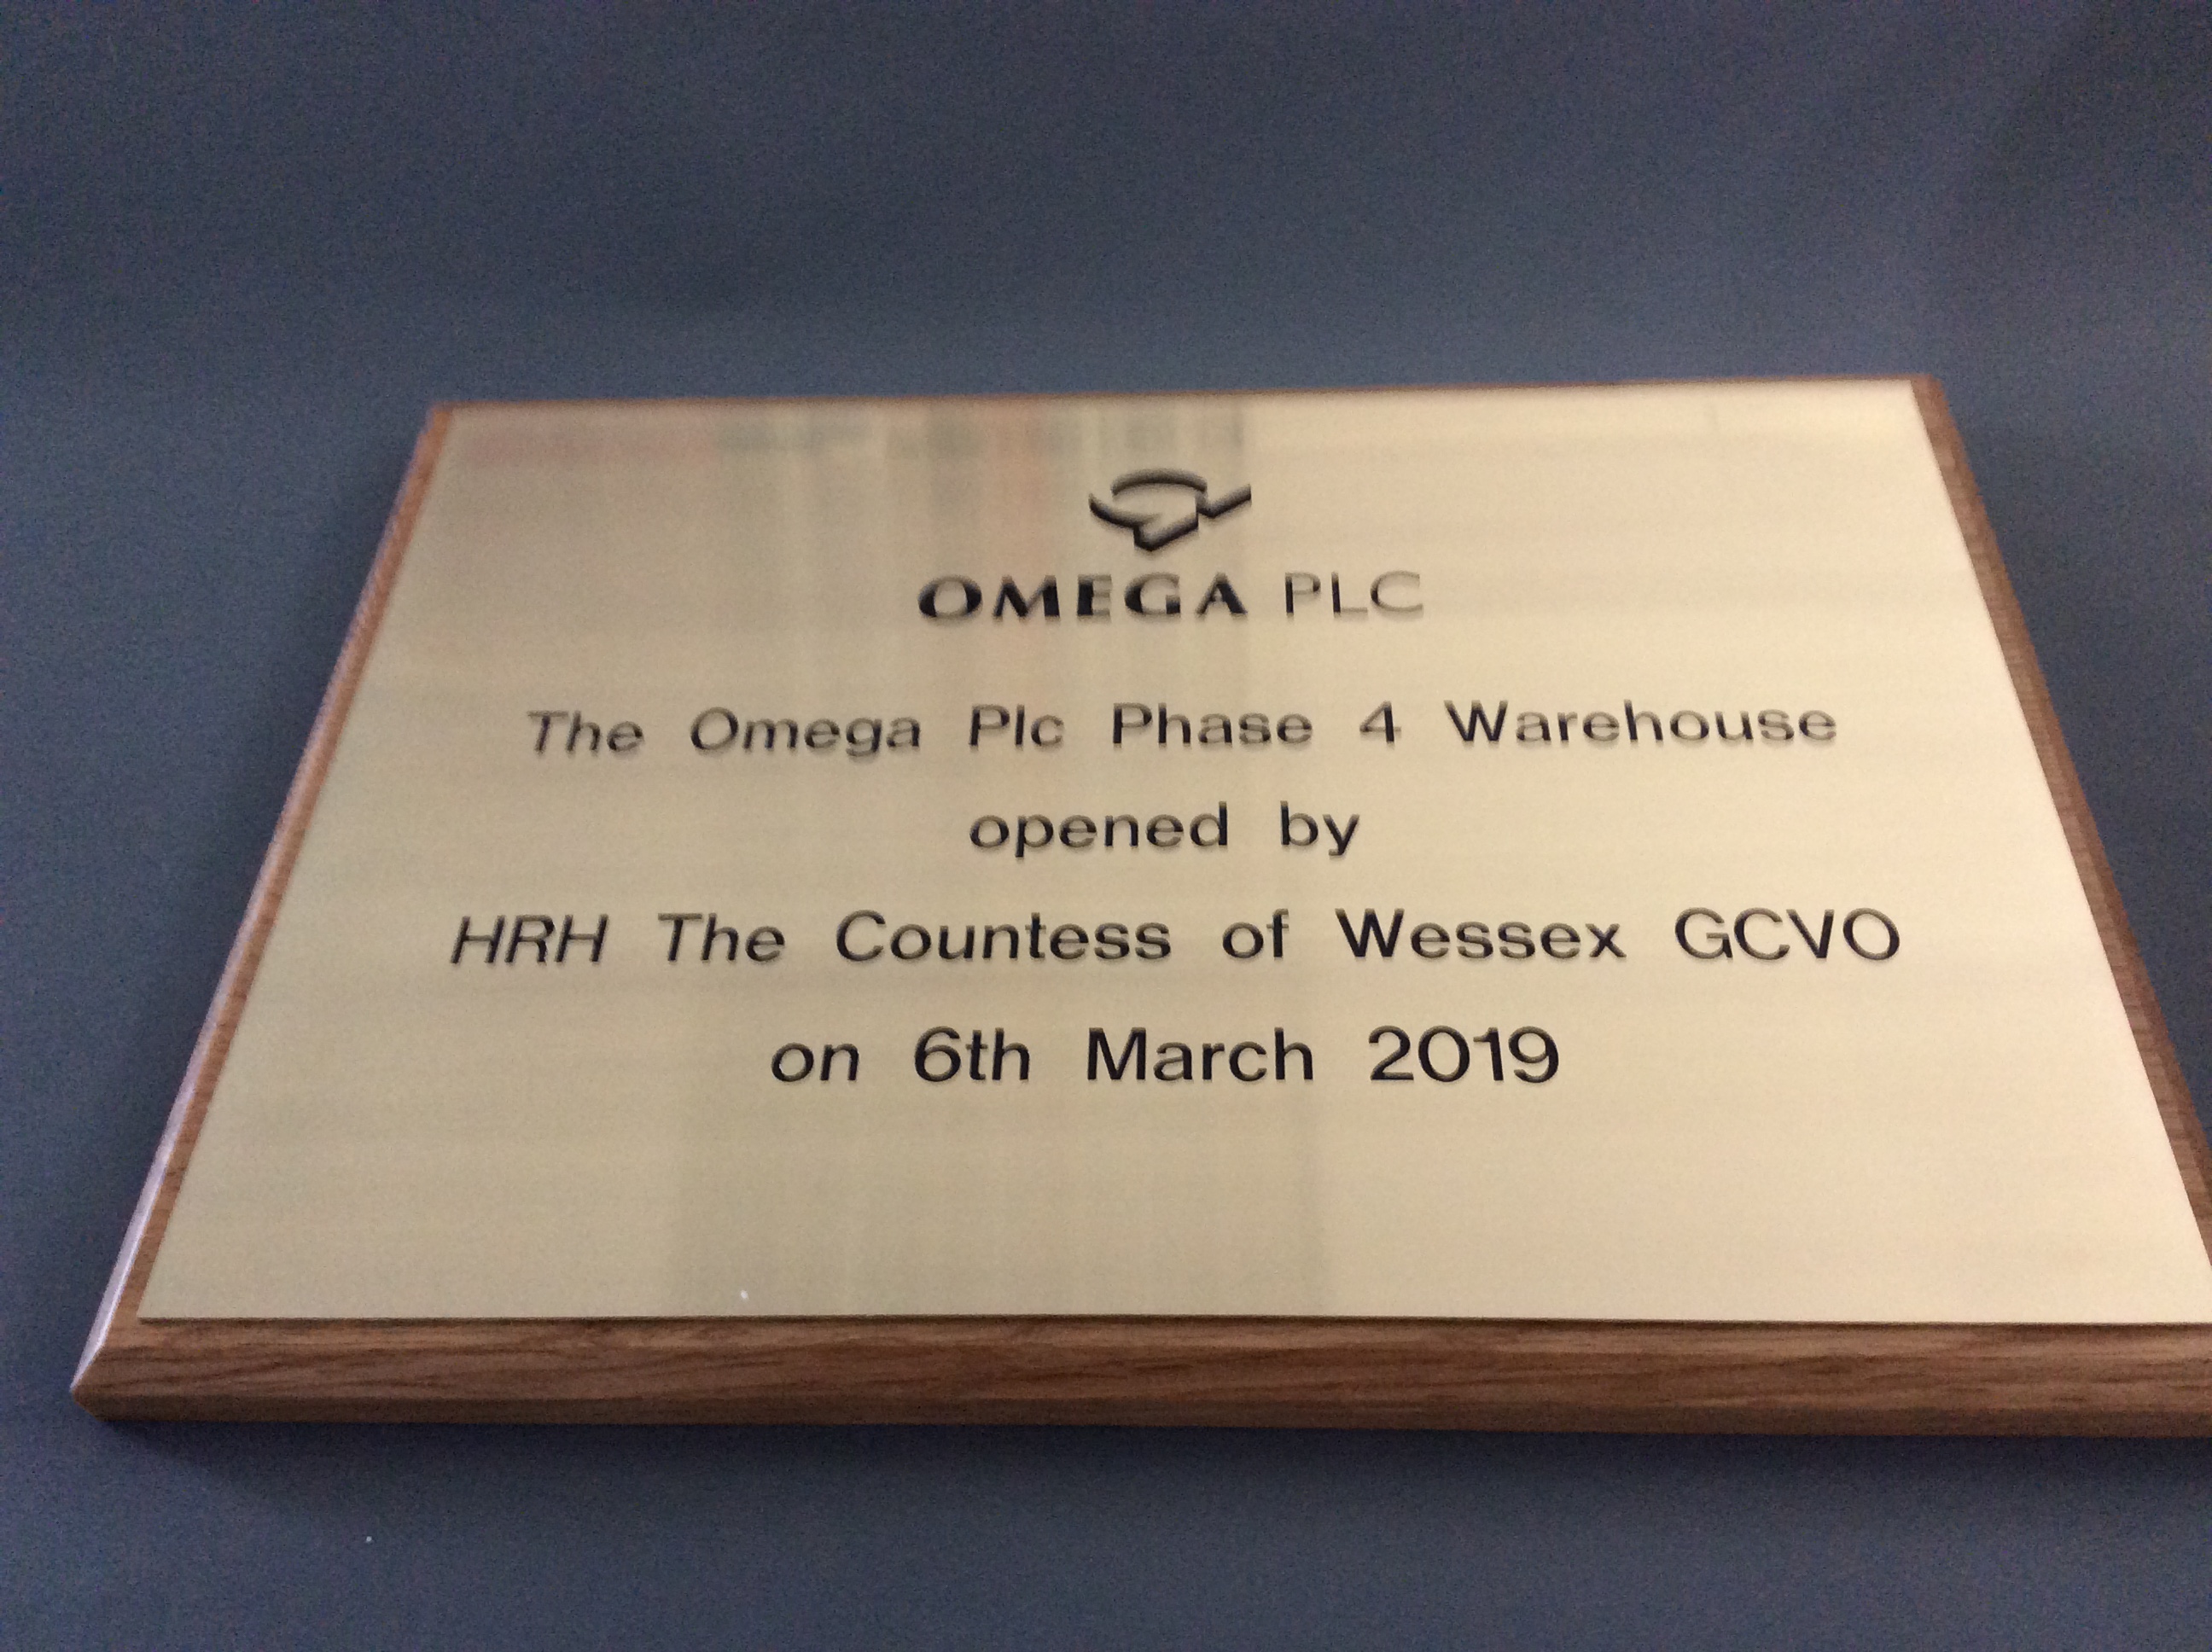 OMEGA PLC
The Omega Plc Phase 4 Warehouse
opened by
HRH The Countess of Wessex GCVO
on 6th March 2019